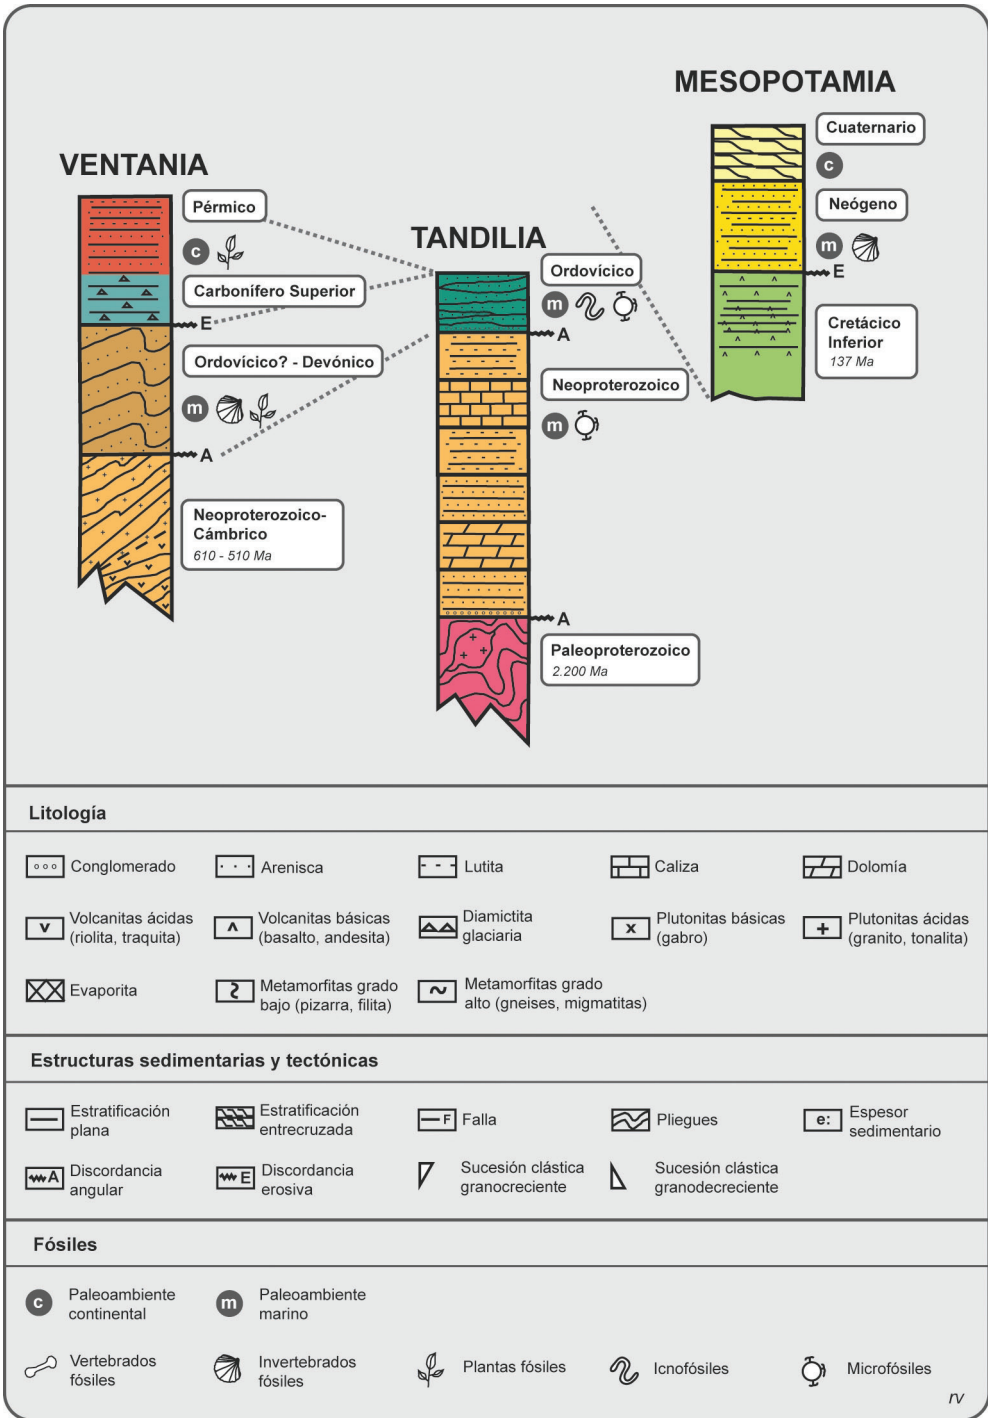 MESOPOTAMIA
Cuaternario
c
Neógeno
m
E
Cretácico
Inferior
137 Ma
VENTANIA
Pérmico
c
Carbonífero Superior
E
Ordovícico? - Devónico
m
A
Neoproterozoico-
Cámbrico
610 - 510 Ma
TANDILIA
Ordovícico
m
A
Neoproterozoico
m
A
Paleoproterozoico
2.200 Ma
Litología
Conglomerado
Arenisca
Lutita
Caliza
Dolomía
v Volcanitas ácidas
(riolita, traquita)
^ Volcanitas básicas
(basalto, andesita)
Diamictita
glaciaria
x Plutonitas básicas
(gabro)
+ Plutonitas ácidas
(granito, tonalita)
Evaporita
Metamorfitas grado
bajo (pizarra, filita)
~ Metamorfitas grado
alto (gneises, migmatitas)
Estructuras sedimentarias y tectónicas
Estratificación
plana
Estratificación
entrecruzada
F Falla
Pliegues
e: Espesor
sedimentario
A Discordancia
angular
E Discordancia
erosiva
Sucesión clástica
granocreciente
Sucesión clástica
granodecreciente
Fósiles
c Paleoambiente
continental
m Paleoambiente
marino
Vertebrados
fósiles
Invertebrados
fósiles
Plantas fósiles
Icnofósiles
Microfósiles
rv